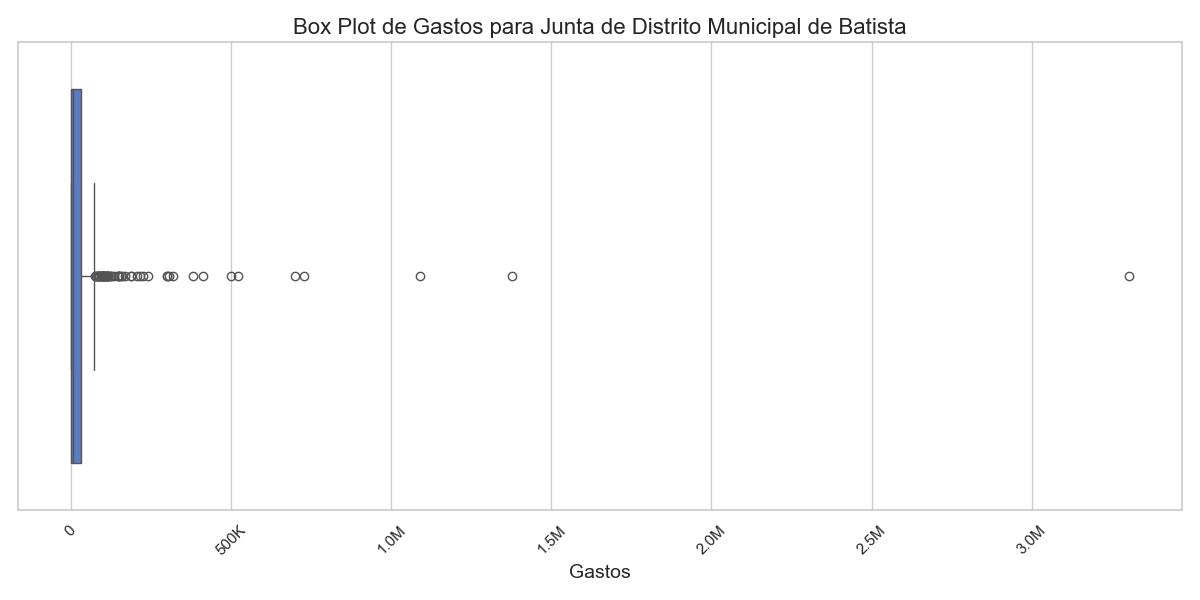 Box Plot de Gastos para Junta de Distrito Municipal de Batista
0
500K
1.0M
1.5M
2.0M
2.5M
3.0M
Gastos